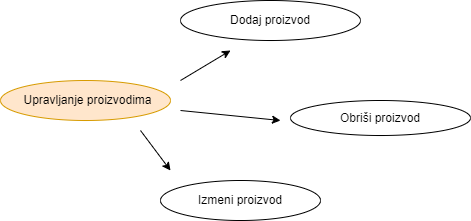 Dodaj proizvod
Upravljanje proizvodima
Obriši proizvod
Izmeni proizvod